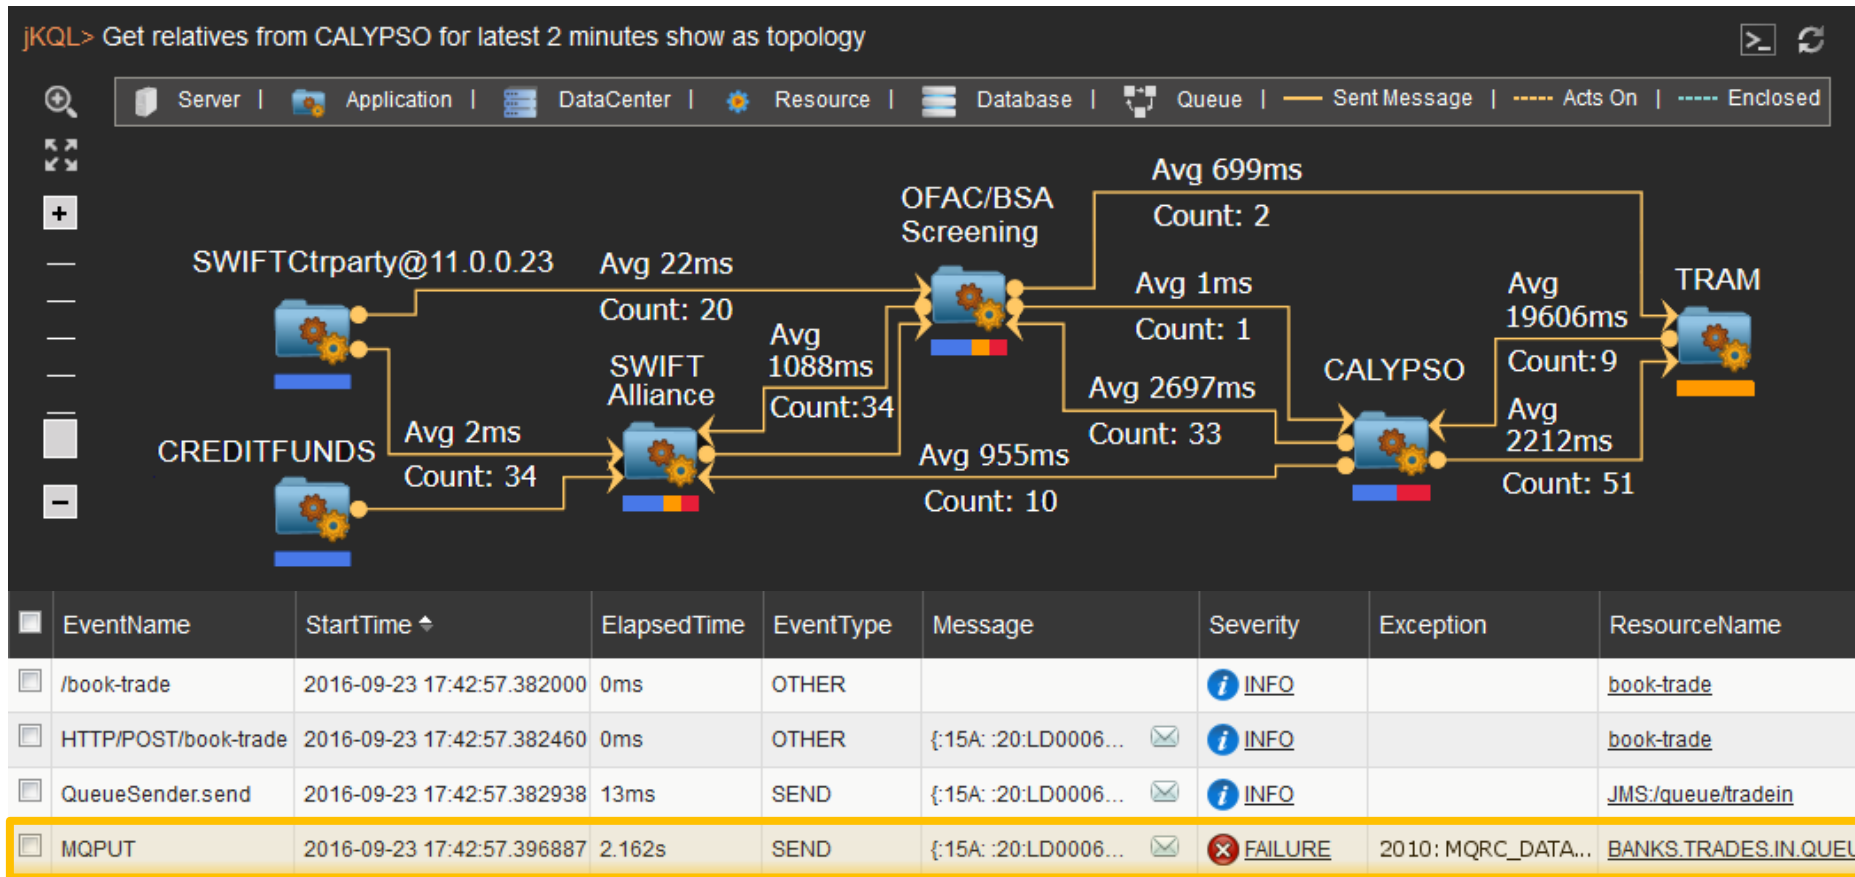 jKQL> Get relatives from CALYPSO for latest 2 minutes show as topology
Server | Application | DataCenter | Resource | Database | Queue | Sent Message | Acts On | Enclosed
Avg 699ms
Count: 2
OFAC/BSA
Screening
SWIFTCtrparty@11.0.0.23
Avg 22ms
Count: 20
Avg 1ms
Count: 1
Avg
19606ms
Count:9
TRAM
Avg
1088ms
Count:34
SWIFT
Alliance
CALYPSO
Avg 2697ms
Count: 33
Avg
2212ms
Count: 51
CREDITFUNDS
Avg 2ms
Count: 34
Avg 955ms
Count: 10
EventName StartTime ElapsedTime EventType Message Severity Exception ResourceName
/book-trade 2016-09-23 17:42:57.382000 0ms OTHER INFO book-trade
HTTP/POST/book-trade 2016-09-23 17:42:57.382460 0ms OTHER {:15A: :20:LD0006... INFO book-trade
QueueSender.send 2016-09-23 17:42:57.382938 13ms SEND {:15A: :20:LD0006... INFO JMS:/queue/tradein
MQPUT 2016-09-23 17:42:57.396887 2.162s SEND {:15A: :20:LD0006... FAILURE 2010: MQRC_DATA... BANKS.TRADES.IN.QUEU